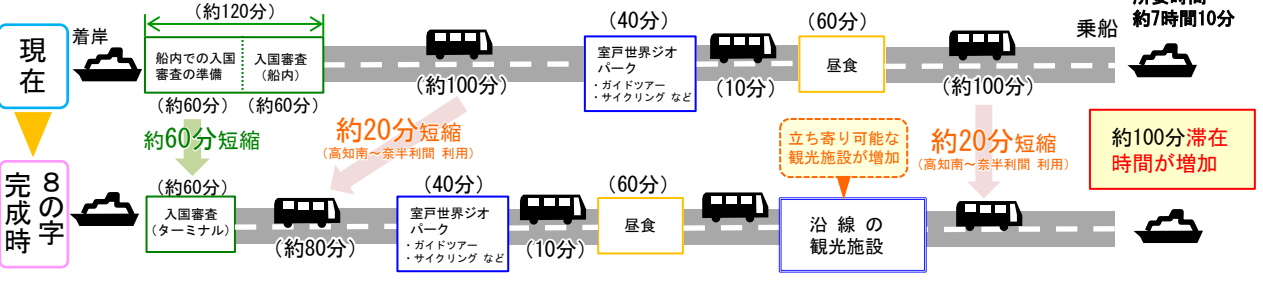 所要時間
約7時間10分
現在
着岸
(約120分)
船内での入国
審査の準備
入国審査
(船内)
(約60分)
(約60分)
(約100分)
(40分)
室戸世界ジオ
パーク
・ガイドツアー
・サイクリング など
(10分)
(60分)
昼食
(約100分)
乗船
約60分短縮
約20分短縮
(高知南~奈半利間 利用)
立ち寄り可能な
観光施設が増加
約20分短縮
(高知南~奈半利間 利用)
約100分滞在
時間が増加
8の字
完成時
(約60分)
入国審査
(ターミナル)
(約80分)
(40分)
室戸世界ジオ
パーク
・ガイドツアー
・サイクリング など
(10分)
(60分)
昼食
沿線の
観光施設